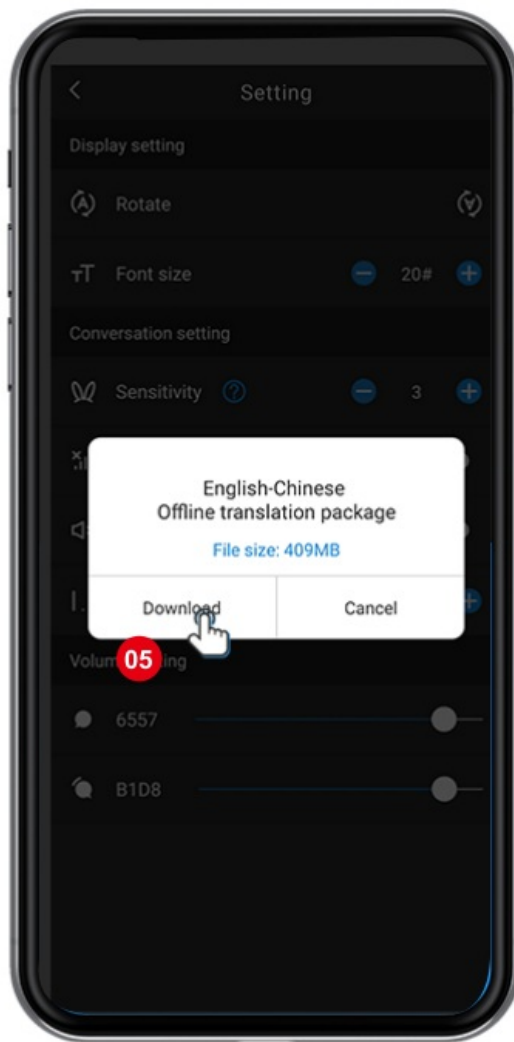 Setting
Display setting
Rotate
Font size 20#
Conversation setting
Sensitivity ? 3
English-Chinese
Offline translation package
File size: 409MB
Download Cancel
05
6557
B1D8